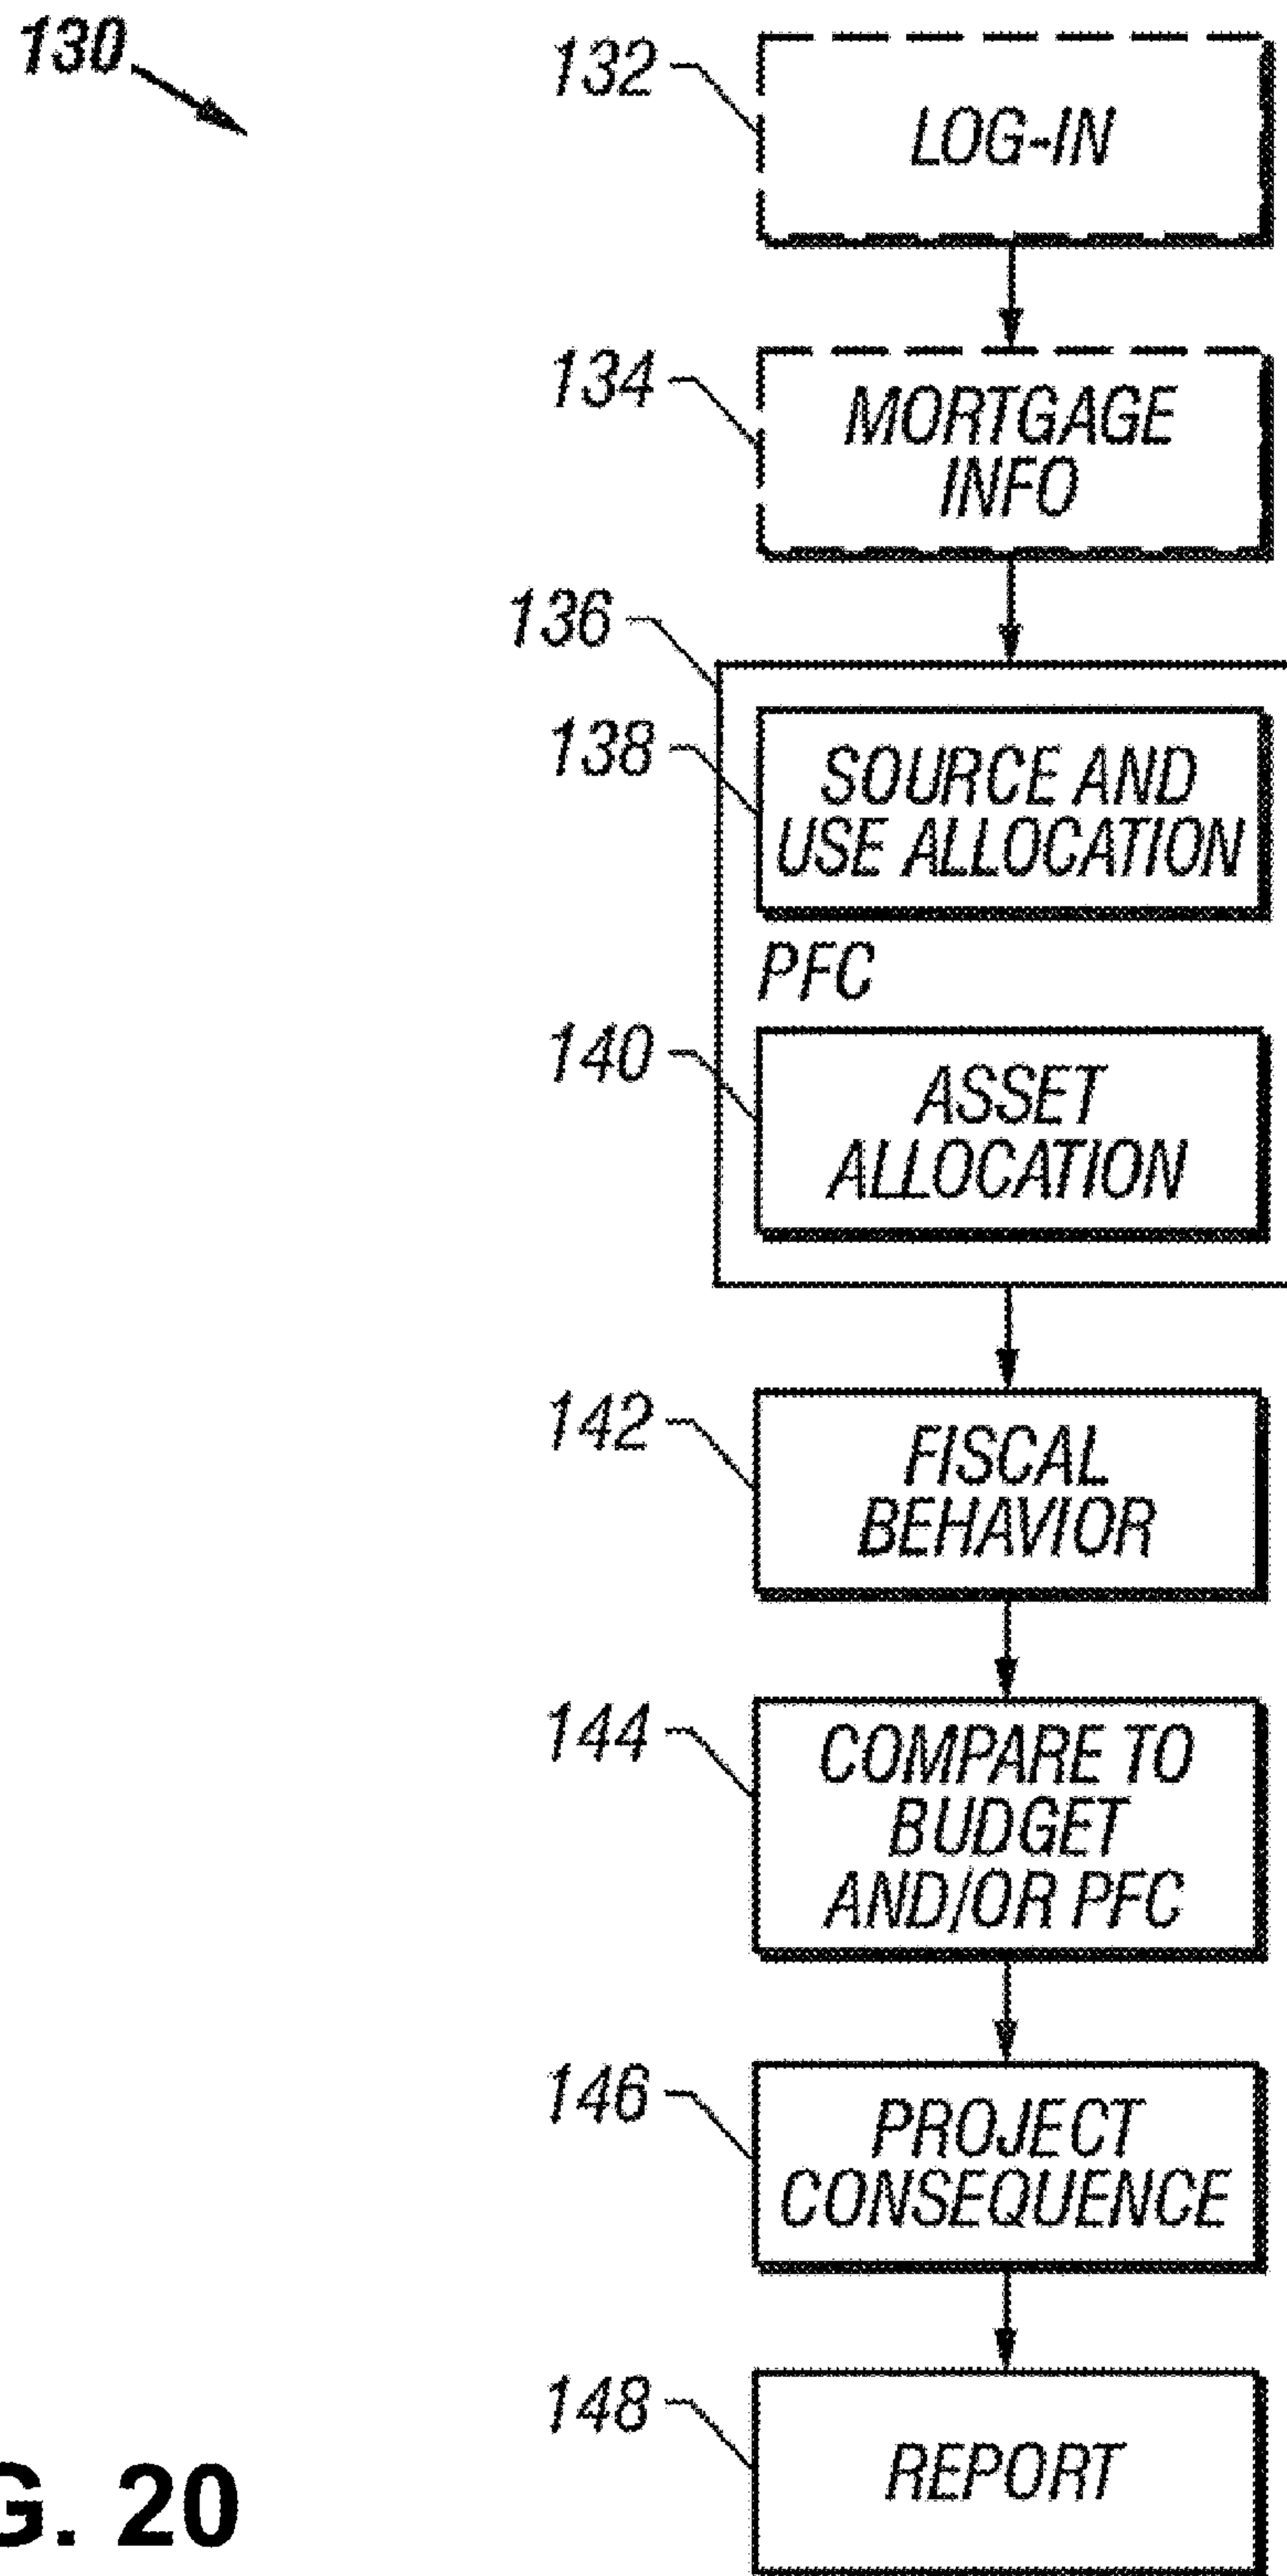 130
132
LOG-IN
134
MORTGAGE
INFO
136
138
SOURCE AND
USE ALLOCATION
PFC
140
ASSET
ALLOCATION
142
FISCAL
BEHAVIOR
144
COMPARE TO
BUDGET
AND/OR PFC
146
PROJECT
CONSEQUENCE
148
REPORT
G. 20